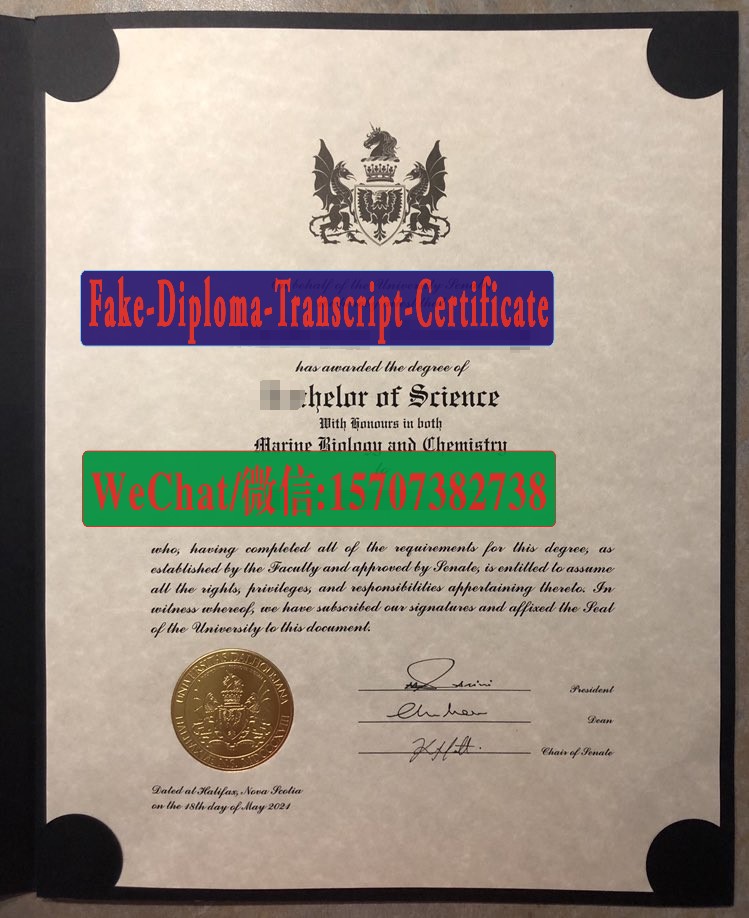 behalf of the University
Fake-Diploma-Transcript-Certificate
has awarded the degree of
chelor of Science
With Honours in both
Marine Biology and Chemistry
WeChat/微信:15707382738
who, having completed all of the requirements for this degree, as
established by the Faculty and approved by Senate, is entitled to assume
all the rights, privileges, and responsibilities appertaining thereto. In
witness whereof, we have subscribed our signatures and affixed the Seal
of the University to this document.
President
Dean
Chair of Senate
Dated at Halifax, Nova Scotia
on the 18th day of May 2021